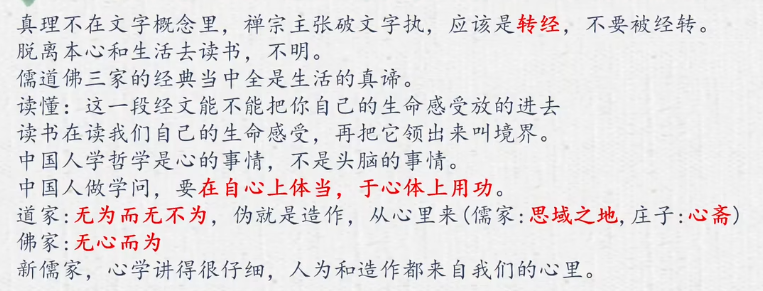 真理不在文字概念里，禅宗主张破文字执，应该是转经，不要被经转。
脱离本心和生活去读书，不明。
儒道佛三家的经典当中全是生活的真谛。
读懂：这一段经文能不能把你自己的生命感受放的进去
读书在读我们自己的生命感受，再把它领出来叫境界。
中国人学哲学是心的事情，不是头脑的事情。
中国人做学问，要在自心上体当，于心体上用功。
道家:无为而无不为，伪就是造作，从心里来(儒家:思域之地,庄子:心斋)
佛家:无心而为
新儒家，心学讲得很仔细，人为和造作都来自我们的心里。